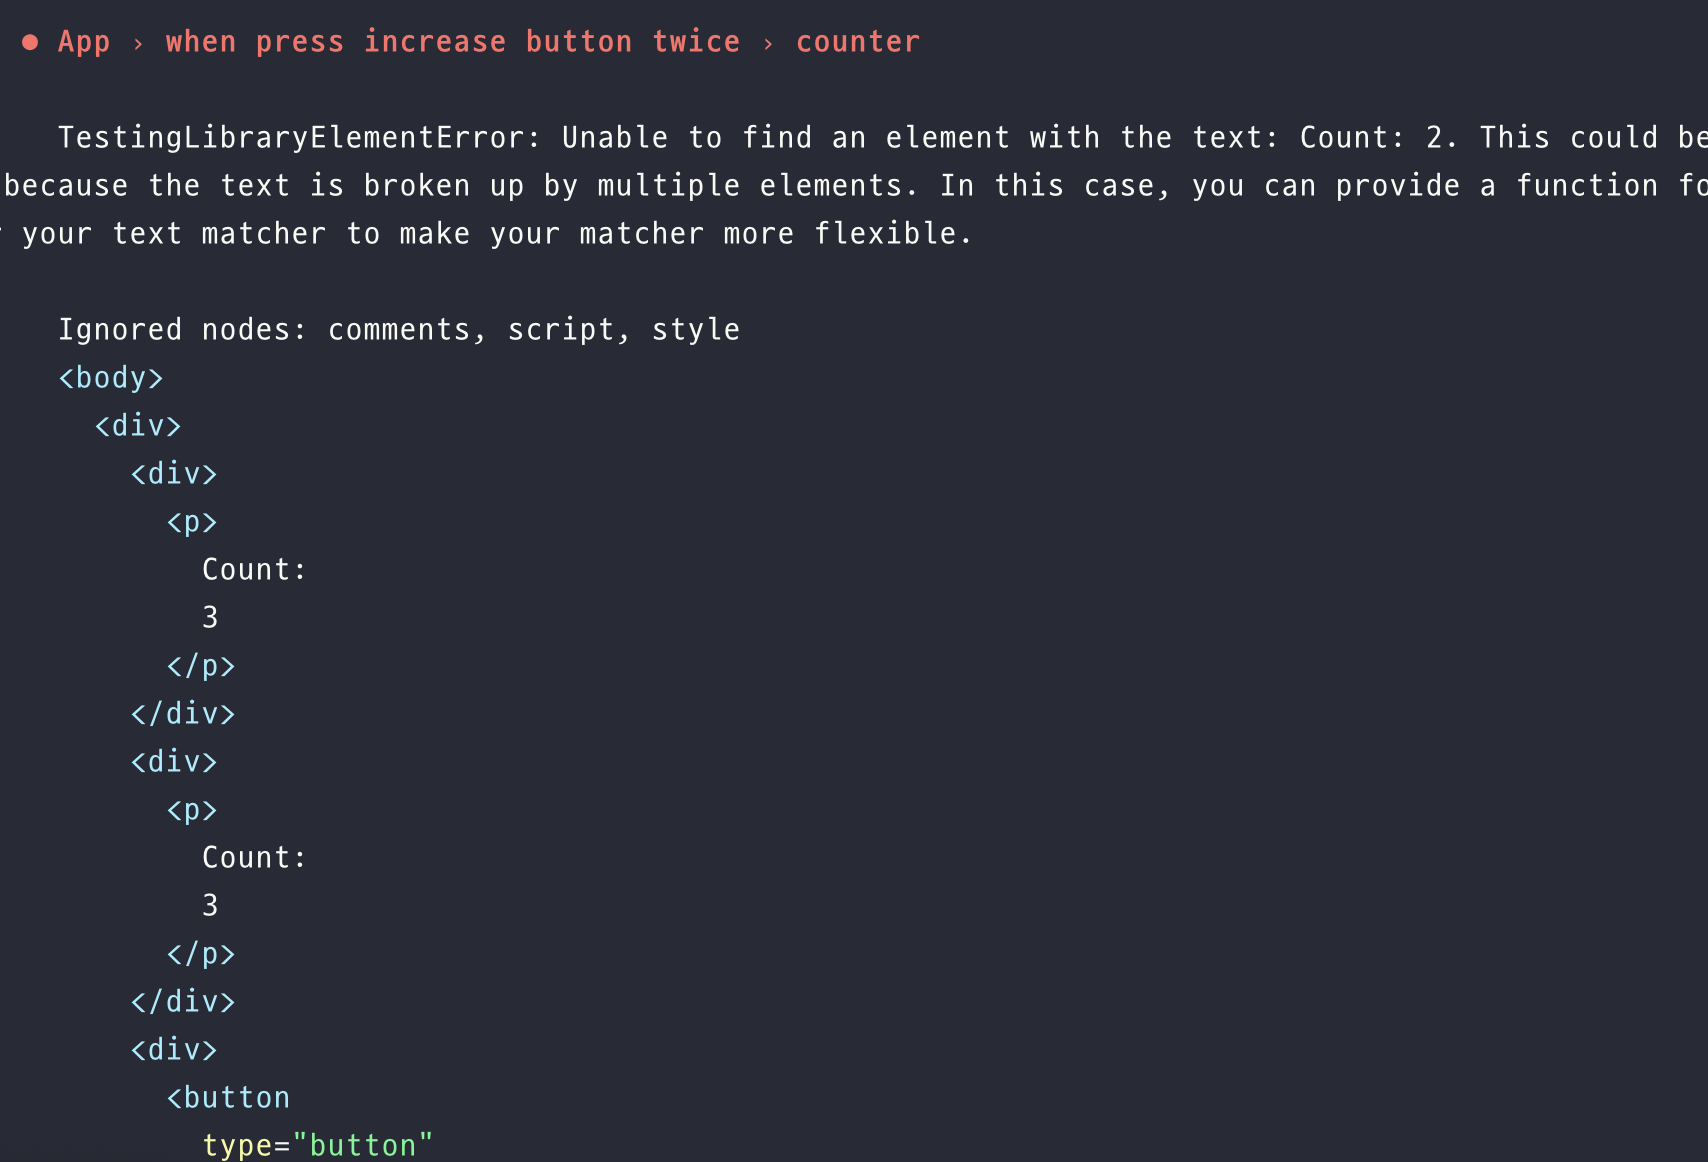 ● App › when press increase button twice › counter
TestingLibraryElementError: Unable to find an element with the text: Count: 2. This could be
because the text is broken up by multiple elements. In this case, you can provide a function fo
r your text matcher to make your matcher more flexible.
Ignored nodes: comments, script, style
<body>
<div>
<div>
<p>
Count:
3
</p>
</div>
<div>
<p>
Count:
3
</p>
</div>
<div>
<button
type="button"